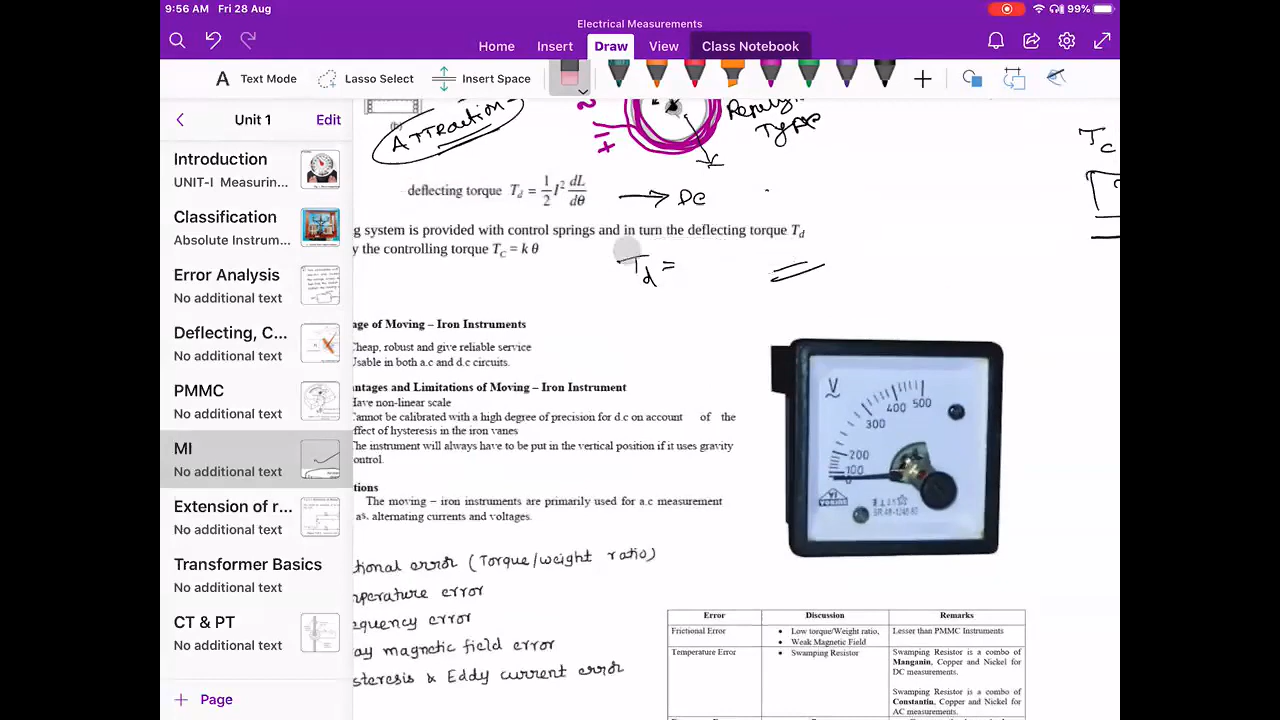 9:56 AM Fri 28 Aug
99%
Electrical Measurements
Home Insert Draw View Class Notebook
A Text Mode Lasso Select Insert Space
Unit 1 Edit
Introduction
UNIT-I Measurin...
Classification
Absolute Instrum...
Error Analysis
No additional text
Deflecting, C...
No additional text
PMMC
No additional text
MI
No additional text
Extension of r...
No additional text
Transformer Basics
No additional text
CT & PT
No additional text
+ Page
(b)
ATTRACTION
TYPE
T_C
deflecting torque T_d = 1/2 I² dL/dθ
→ DC
g system is provided with control springs and in turn the deflecting torque T_d
y the controlling torque T_C = k θ
T_d =
age of Moving – Iron Instruments
Cheap, robust and give reliable service
Usable in both a.c and d.c circuits.
ntages and Limitations of Moving – Iron Instrument
Have non-linear scale
Cannot be calibrated with a high degree of precision for d.c on account of the
ffect of hysteresis in the iron vanes
The instrument will always have to be put in the vertical position if it uses gravity
ontrol.
tions
The moving – iron instruments are primarily used for a.c measurement
as. alternating currents and voltages.
V
0 100 200 300 400 500
tional error (Torque/weight ratio)
perature error
equency error
ay magnetic field error
steresis & Eddy current error
Error Discussion Remarks
Frictional Error • Low torque/Weight ratio, Lesser than PMMC Instruments
• Weak Magnetic Field
Temperature Error • Swamping Resistor Swamping Resistor is a combo of
Manganin, Copper and Nickel for
DC measurements.
Swamping Resistor is a combo of
Constantin, Copper and Nickel for
AC measurements.